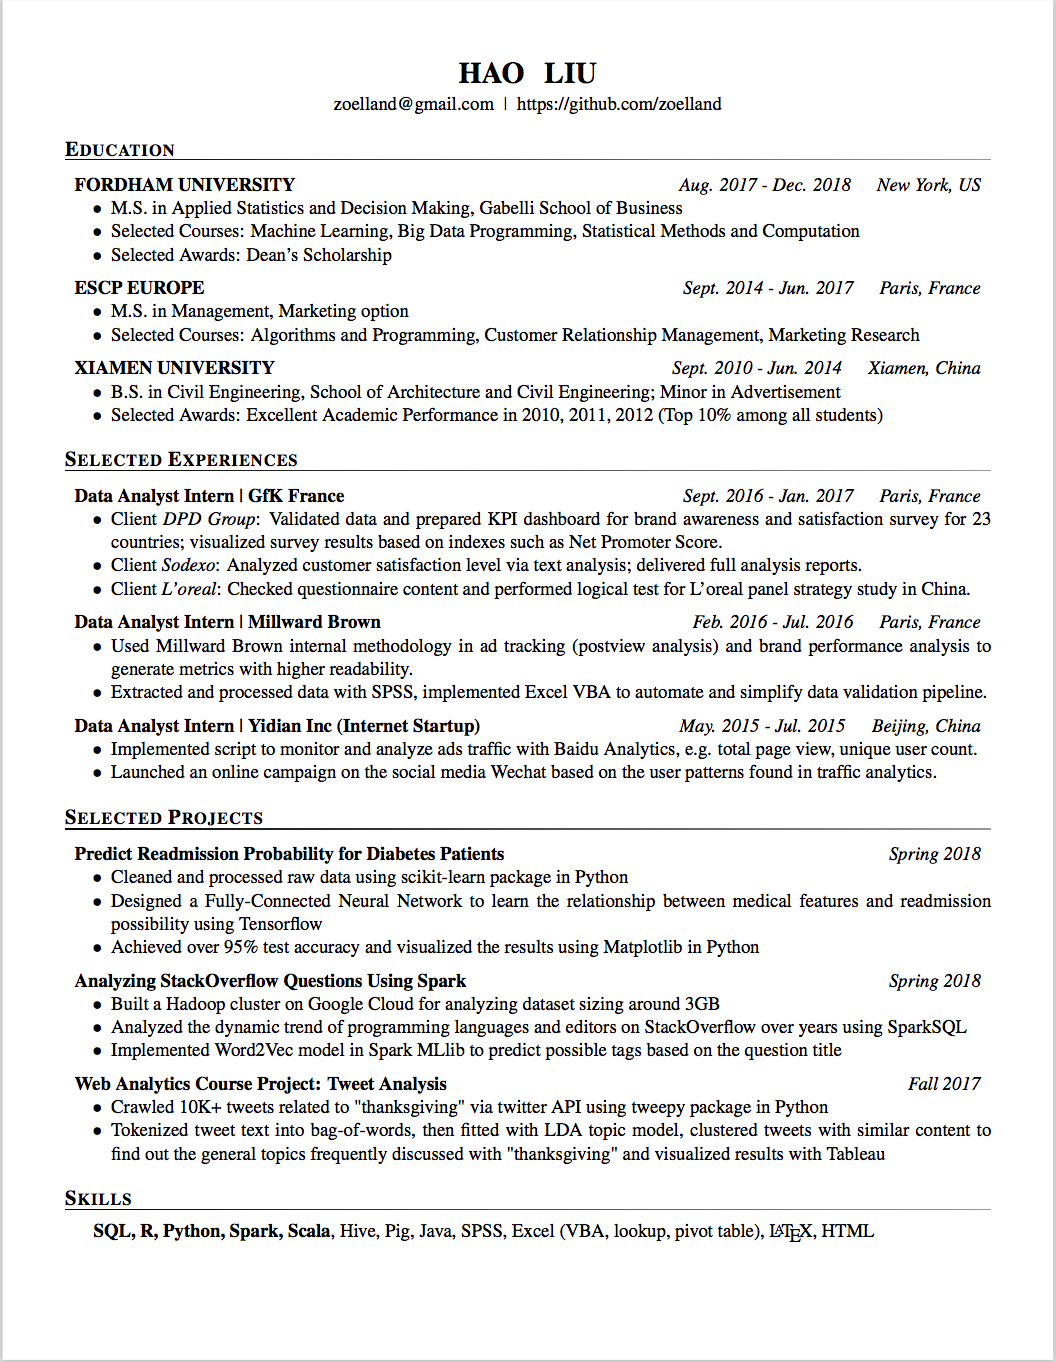 HAO LIU
zoelland@gmail.com | https://github.com/zoelland
EDUCATION
FORDHAM UNIVERSITY Aug. 2017 - Dec. 2018 New York, US
• M.S. in Applied Statistics and Decision Making, Gabelli School of Business
• Selected Courses: Machine Learning, Big Data Programming, Statistical Methods and Computation
• Selected Awards: Dean's Scholarship
ESCP EUROPE Sept. 2014 - Jun. 2017 Paris, France
• M.S. in Management, Marketing option
• Selected Courses: Algorithms and Programming, Customer Relationship Management, Marketing Research
XIAMEN UNIVERSITY Sept. 2010 - Jun. 2014 Xiamen, China
• B.S. in Civil Engineering, School of Architecture and Civil Engineering; Minor in Advertisement
• Selected Awards: Excellent Academic Performance in 2010, 2011, 2012 (Top 10% among all students)
SELECTED EXPERIENCES
Data Analyst Intern | GfK France Sept. 2016 - Jan. 2017 Paris, France
• Client DPD Group: Validated data and prepared KPI dashboard for brand awareness and satisfaction survey for 23
countries; visualized survey results based on indexes such as Net Promoter Score.
• Client Sodexo: Analyzed customer satisfaction level via text analysis; delivered full analysis reports.
• Client L'oreal: Checked questionnaire content and performed logical test for L'oreal panel strategy study in China.
Data Analyst Intern | Millward Brown Feb. 2016 - Jul. 2016 Paris, France
• Used Millward Brown internal methodology in ad tracking (postview analysis) and brand performance analysis to
generate metrics with higher readability.
• Extracted and processed data with SPSS, implemented Excel VBA to automate and simplify data validation pipeline.
Data Analyst Intern | Yidian Inc (Internet Startup) May. 2015 - Jul. 2015 Beijing, China
• Implemented script to monitor and analyze ads traffic with Baidu Analytics, e.g. total page view, unique user count.
• Launched an online campaign on the social media Wechat based on the user patterns found in traffic analytics.
SELECTED PROJECTS
Predict Readmission Probability for Diabetes Patients Spring 2018
• Cleaned and processed raw data using scikit-learn package in Python
• Designed a Fully-Connected Neural Network to learn the relationship between medical features and readmission
possibility using Tensorflow
• Achieved over 95% test accuracy and visualized the results using Matplotlib in Python
Analyzing StackOverflow Questions Using Spark Spring 2018
• Built a Hadoop cluster on Google Cloud for analyzing dataset sizing around 3GB
• Analyzed the dynamic trend of programming languages and editors on StackOverflow over years using SparkSQL
• Implemented Word2Vec model in Spark MLlib to predict possible tags based on the question title
Web Analytics Course Project: Tweet Analysis Fall 2017
• Crawled 10K+ tweets related to "thanksgiving" via twitter API using tweepy package in Python
• Tokenized tweet text into bag-of-words, then fitted with LDA topic model, clustered tweets with similar content to
find out the general topics frequently discussed with "thanksgiving" and visualized results with Tableau
SKILLS
SQL, R, Python, Spark, Scala, Hive, Pig, Java, SPSS, Excel (VBA, lookup, pivot table), LATEX, HTML